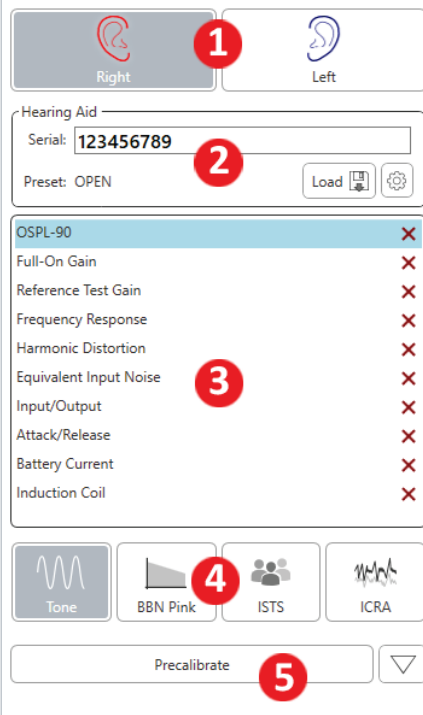 1
Right Left
Hearing Aid
Serial: 123456789
2
Preset: OPEN Load
OSPL-90
Full-On Gain
Reference Test Gain
Frequency Response
Harmonic Distortion
Equivalent Input Noise
3
Input/Output
Attack/Release
Battery Current
Induction Coil
4
Tone BBN Pink ISTS ICRA
Precalibrate
5